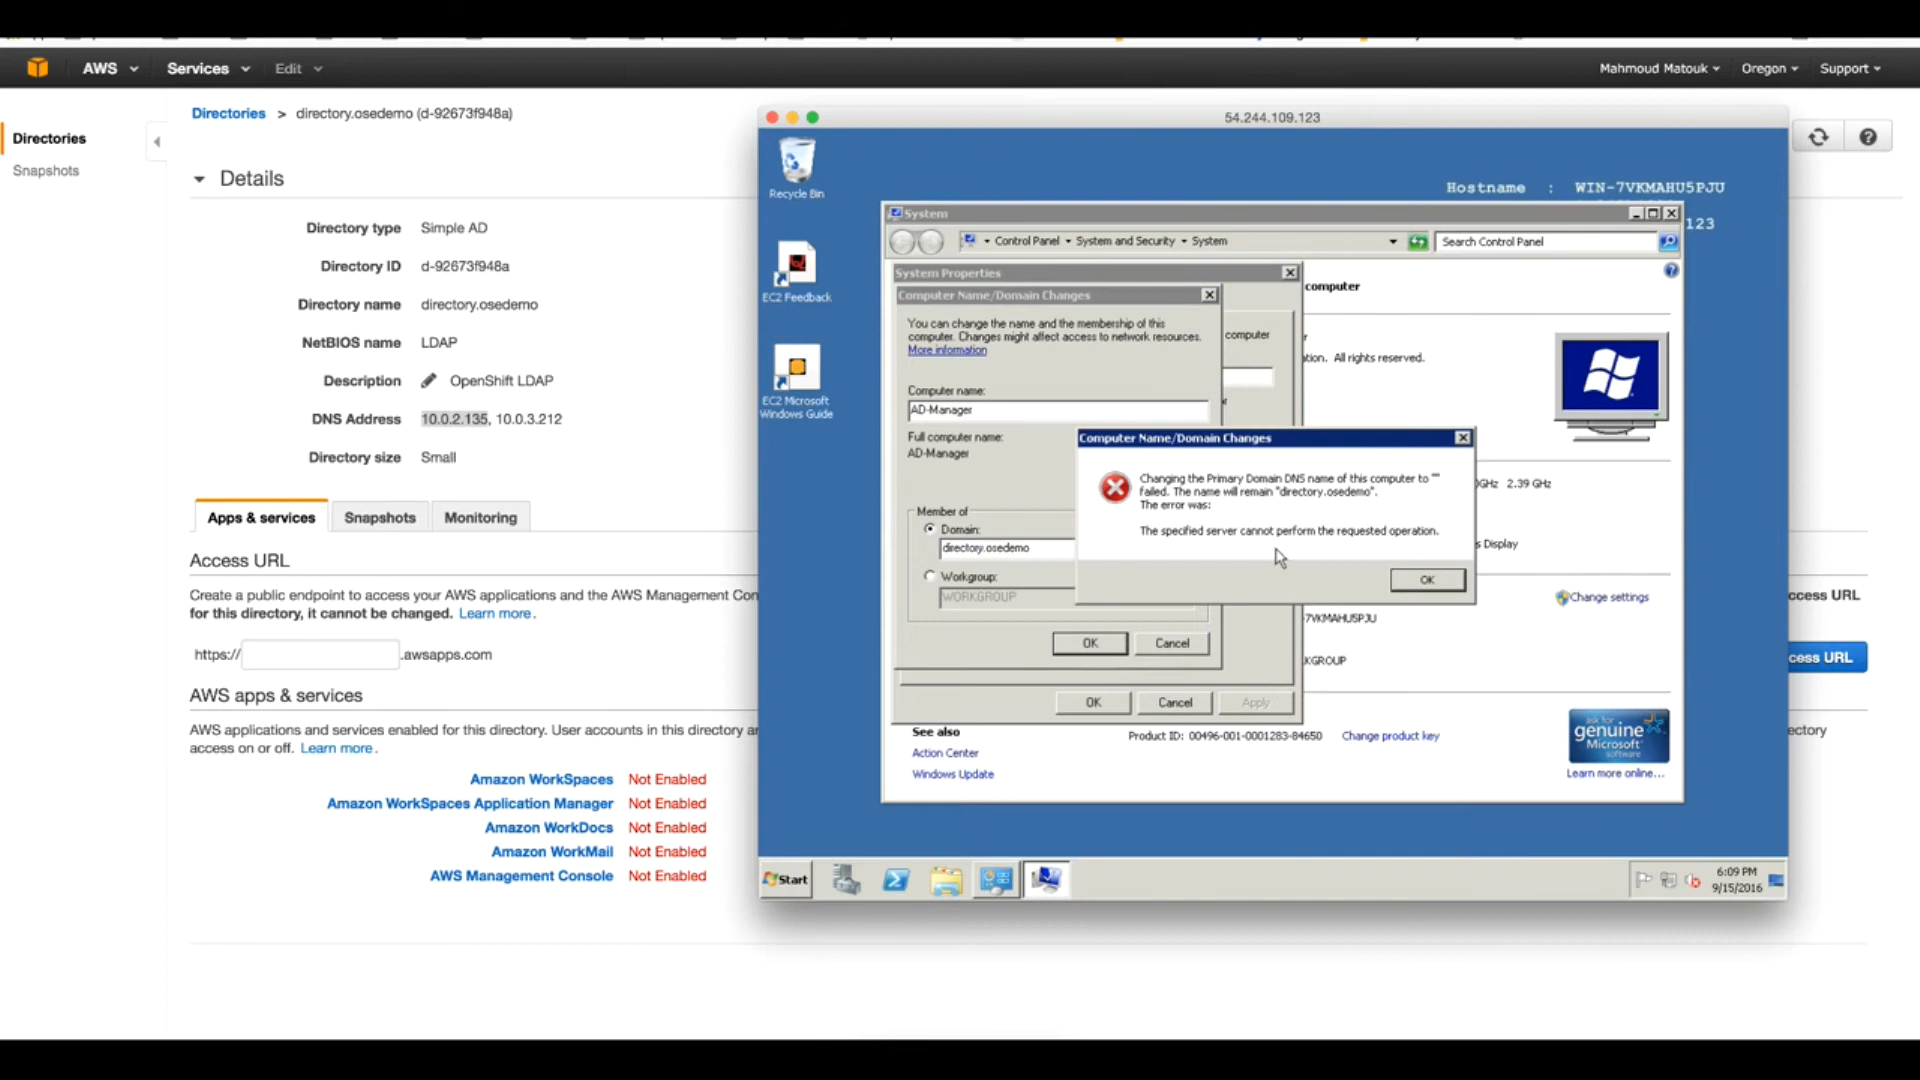 AWS Services Edit Mahmoud Matouk Oregon Support
Directories > directory.osedemo (d-92673f948a)
Directories
Snapshots
Details
Directory type Simple AD
Directory ID d-92673f948a
Directory name directory.osedemo
NetBIOS name LDAP
Description OpenShift LDAP
DNS Address 10.0.2.135, 10.0.3.212
Directory size Small
Apps & services Snapshots Monitoring
Access URL
Create a public endpoint to access your AWS applications and the AWS Management Con
for this directory, it cannot be changed. Learn more.
https:// .awsapps.com
AWS apps & services
AWS applications and services enabled for this directory. User accounts in this directory
access on or off. Learn more.
Amazon WorkSpaces Not Enabled
Amazon WorkSpaces Application Manager Not Enabled
Amazon WorkDocs Not Enabled
Amazon WorkMail Not Enabled
AWS Management Console Not Enabled
ccess URL
cess URL
ectory
54.244.109.123
Recycle Bin
EC2 Feedback
EC2 Microsoft
Windows Guide
Hostname : WIN-7VKMAHU5PJU
123
System
Control Panel System and Security System
Search Control Panel
System Properties
Computer Name/Domain Changes
You can change the name and the membership of this
computer. Changes might affect access to network resources.
More information
Computer name:
AD-Manager
Full computer name:
AD-Manager
Member of
Domain:
directory.osedemo
Workgroup:
WORKGROUP
OK Cancel
OK Cancel Apply
computer
computer
ation. All rights reserved.
Computer Name/Domain Changes
Changing the Primary Domain DNS name of this computer to ""
failed. The name will remain "directory.osedemo".
The error was:
The specified server cannot perform the requested operation.
OK
GHz 2.39 GHz
s Display
Change settings
7VKMAHU5PJU
KGROUP
See also
Action Center
Windows Update
Product ID: 00496-001-0001283-84650 Change product key
ask for
genuine
Microsoft
software
Learn more online...
Start
6:09 PM
9/15/2016